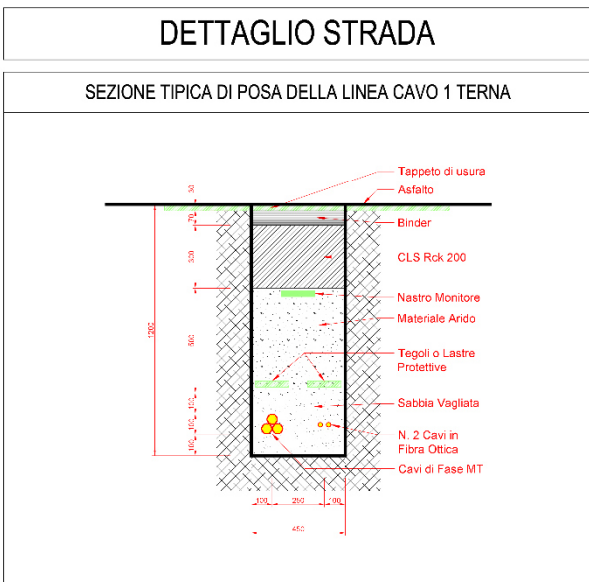 DETTAGLIO STRADA
SEZIONE TIPICA DI POSA DELLA LINEA CAVO 1 TERNA
Tappeto di usura
Asfalto
Binder
CLS Rck 200
Nastro Monitore
Materiale Arido
Tegoli o Lastre
Protettive
Sabbia Vagliata
N. 2 Cavi in
Fibra Ottica
Cavi di Fase MT
30
70
300
1200
100
100
100
250
100
450